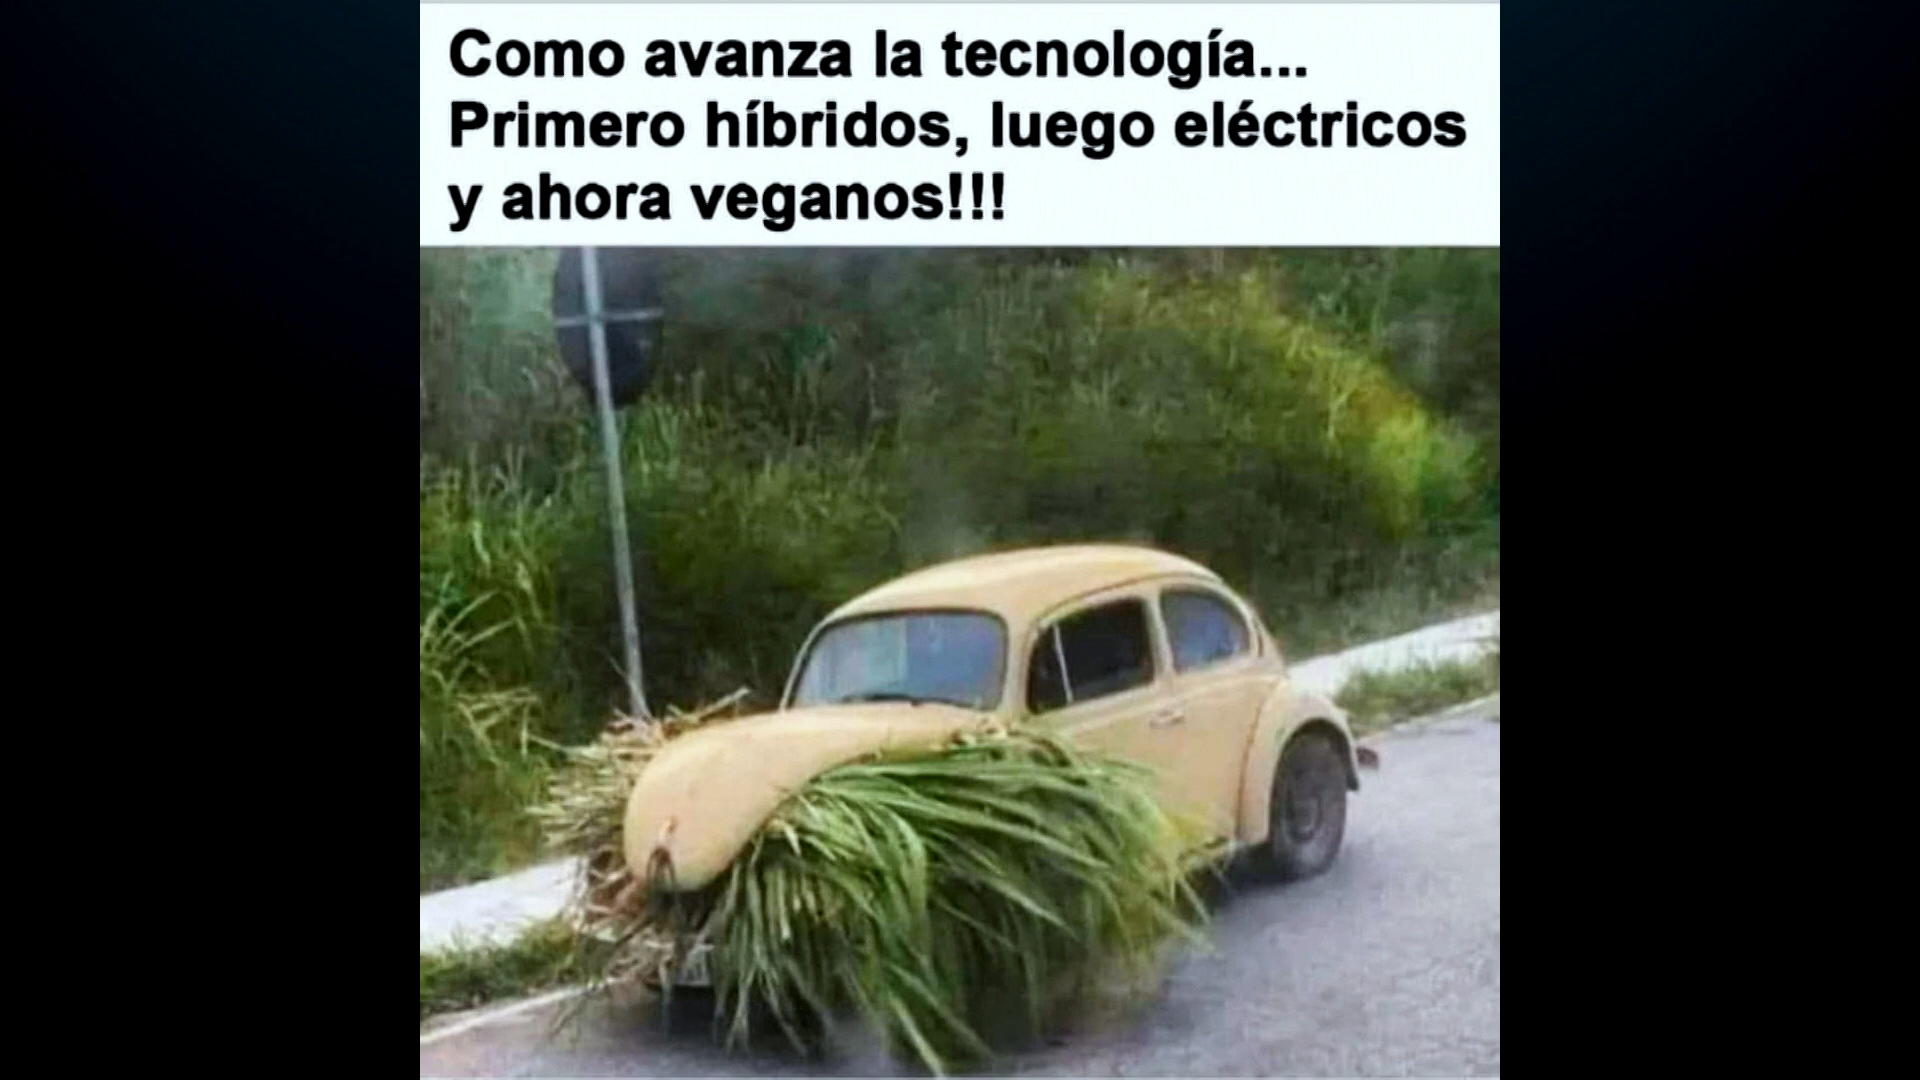 Como avanza la tecnología...
Primero híbridos, luego eléctricos
y ahora veganos!!!